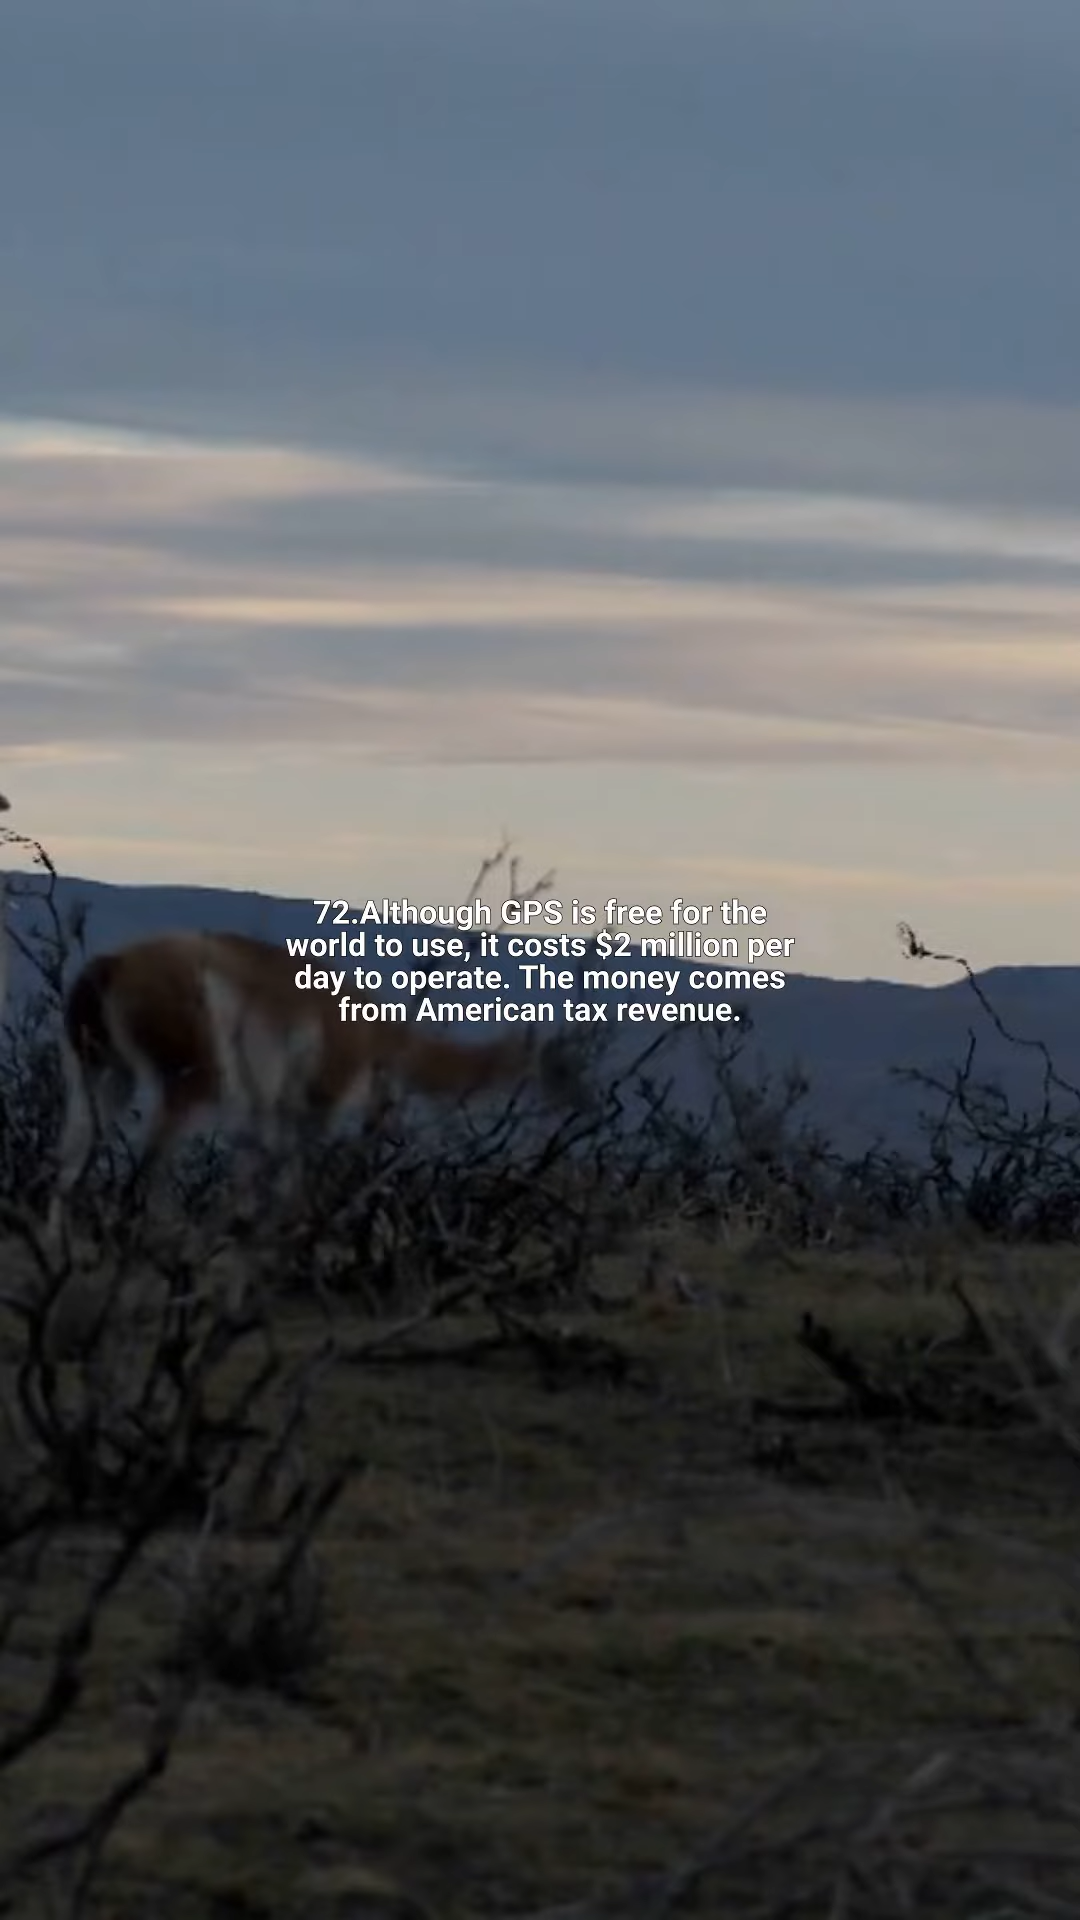 72.Although GPS is free for the
world to use, it costs $2 million per
day to operate. The money comes
from American tax revenue.